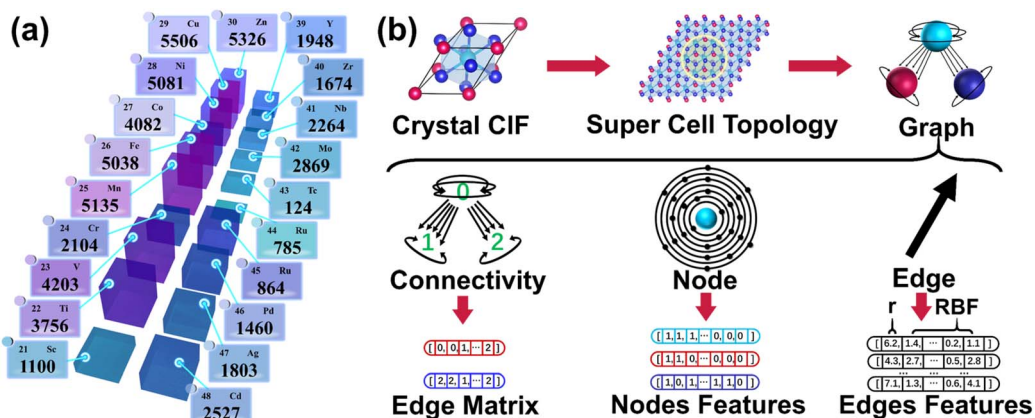 (a)
29 Cu
5506
30 Zn
5326
39 Y
1948
28 Ni
5081
40 Zr
1674
27 Co
4082
41 Nb
2264
26 Fe
5038
42 Mo
2869
25 Mn
5135
43 Tc
124
24 Cr
2104
44 Ru
785
23 V
4203
45 Ru
864
22 Ti
3756
46 Pd
1460
21 Sc
1100
47 Ag
1803
48 Cd
2527
(b)
Crystal CIF
Super Cell Topology
Graph
0
1 2
Connectivity
Node
Edge
r RBF
[ 0, 0, 1, ··· 2 ]
[ 2, 2, 1, ··· 2 ]
Edge Matrix
[ 1, 1, 1, ··· 0, 0, 0 ]
[ 1, 1, 0, ··· 0, 0, 0 ]
[ 1, 0, 1, ··· 1, 1, 0 ]
Nodes Features
[ 6.2, 1.4, ··· 0.2, 1.1 ]
[ 4.3, 2.7, ··· 0.5, 2.8 ]
... ... ...
[ 7.1, 1.3, ··· 0.6, 4.1 ]
Edges Features